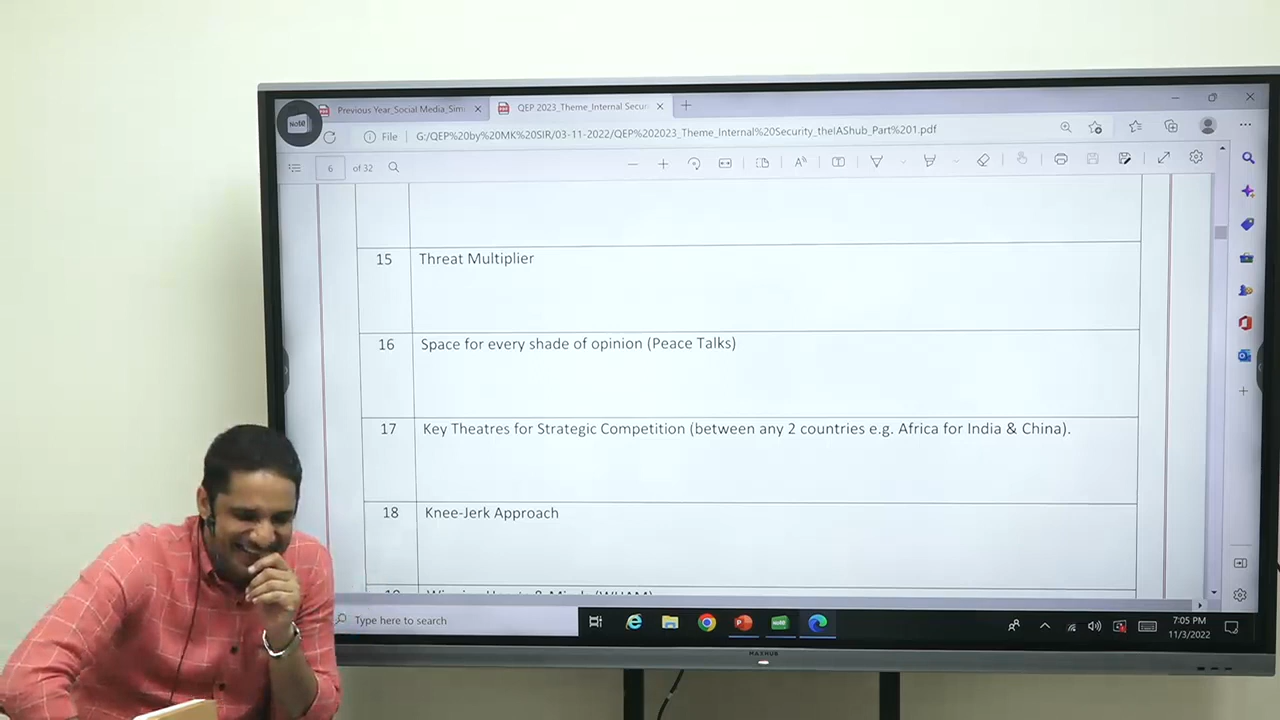 Previous Year_Social Media_Sim
QEP 2023_Theme_Internal Secur
Note
File
G:/QEP%20by%20MK%20SIR/03-11-2022/QEP%202023_Theme_Internal%20Security_theIAShub_Part%201.pdf
6 of 32
15 Threat Multiplier
16 Space for every shade of opinion (Peace Talks)
17 Key Theatres for Strategic Competition (between any 2 countries e.g. Africa for India & China).
18 Knee-Jerk Approach
Type here to search
7:05 PM
11/3/2022
MAXHUB